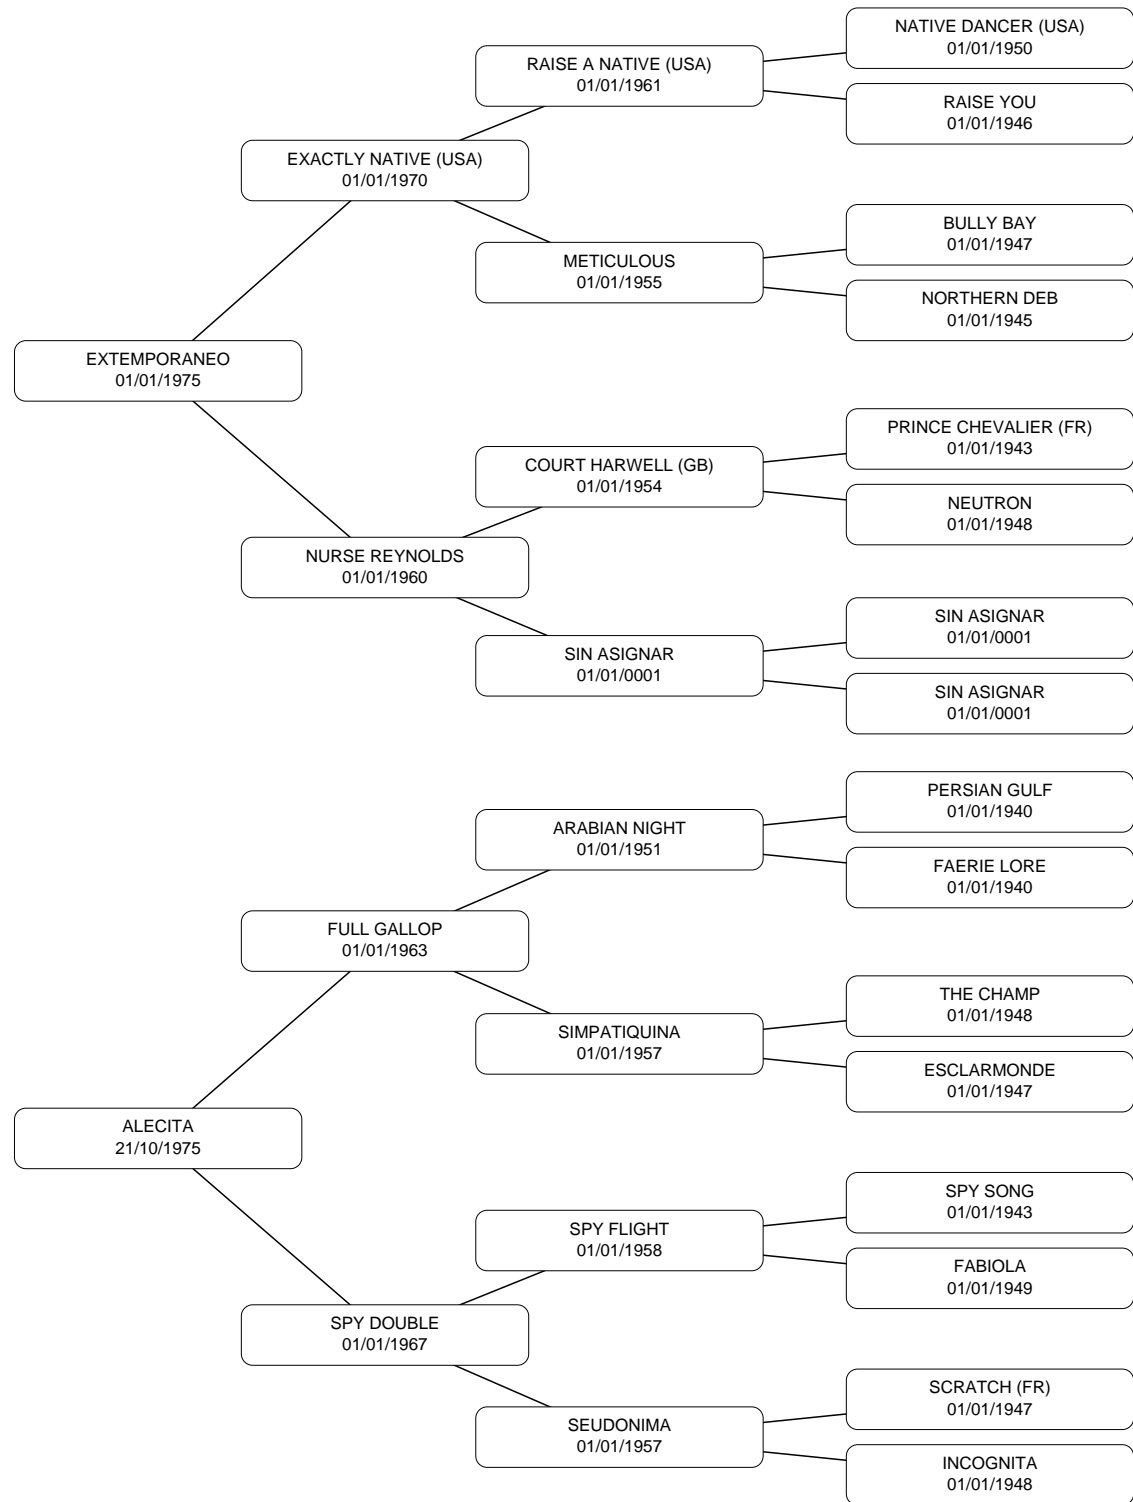 NATIVE DANCER (USA)
01/01/1950
RAISE A NATIVE (USA)
01/01/1961
RAISE YOU
01/01/1946
EXACTLY NATIVE (USA)
01/01/1970
BULLY BAY
01/01/1947
METICULOUS
01/01/1955
NORTHERN DEB
01/01/1945
EXTEMPORANEO
01/01/1975
PRINCE CHEVALIER (FR)
01/01/1943
COURT HARWELL (GB)
01/01/1954
NEUTRON
01/01/1948
NURSE REYNOLDS
01/01/1960
SIN ASIGNAR
01/01/0001
SIN ASIGNAR
01/01/0001
SIN ASIGNAR
01/01/0001
PERSIAN GULF
01/01/1940
ARABIAN NIGHT
01/01/1951
FAERIE LORE
01/01/1940
FULL GALLOP
01/01/1963
THE CHAMP
01/01/1948
SIMPATIQUINA
01/01/1957
ESCLARMONDE
01/01/1947
ALECITA
21/10/1975
SPY SONG
01/01/1943
SPY FLIGHT
01/01/1958
FABIOLA
01/01/1949
SPY DOUBLE
01/01/1967
SCRATCH (FR)
01/01/1947
SEUDONIMA
01/01/1957
INCOGNITA
01/01/1948